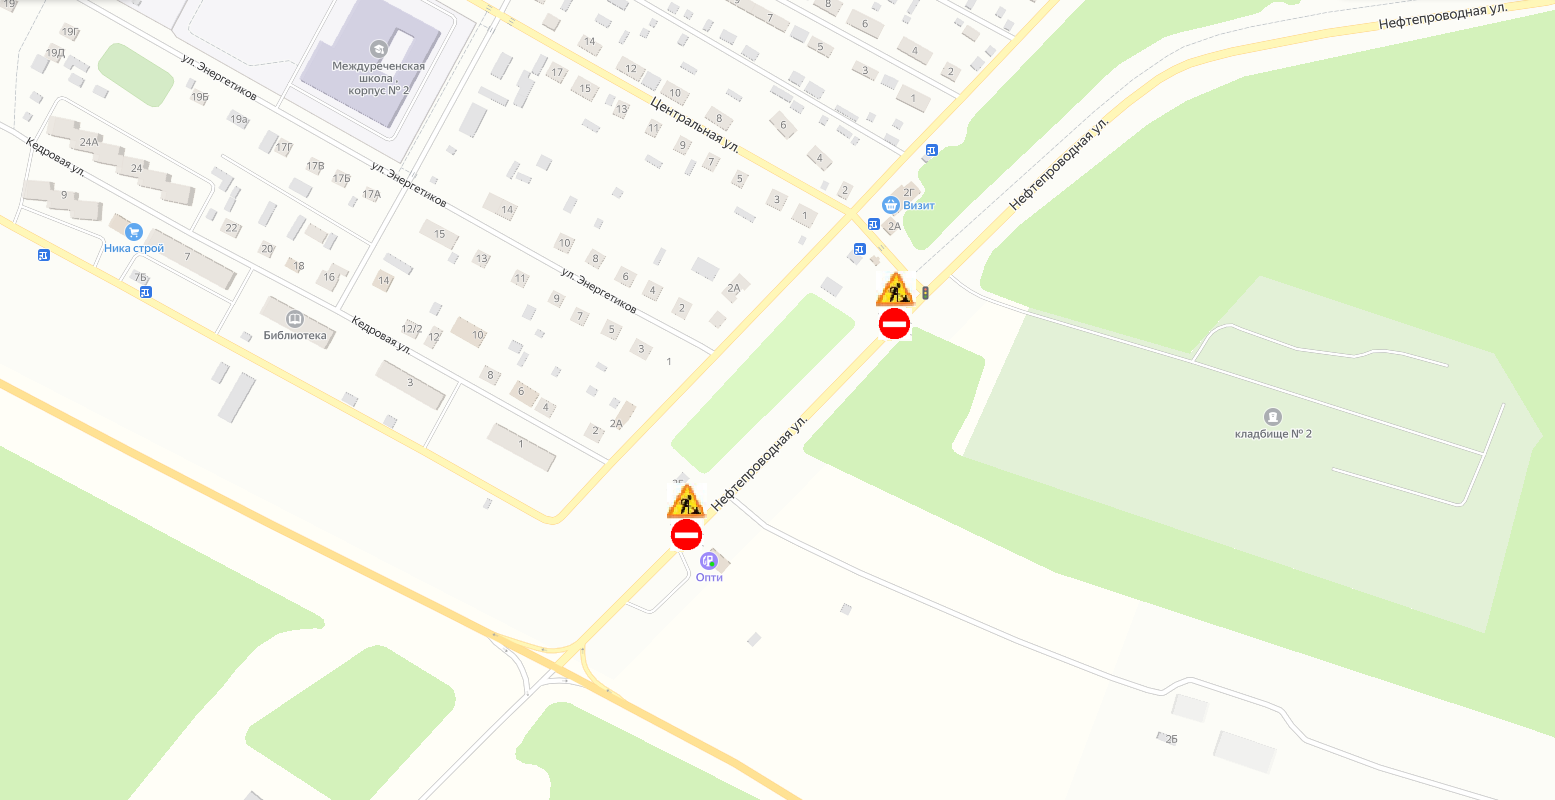 19
19Г
19Д
14
7
8
6
5
4
3
2
1
Нефтепроводная ул.
Междуреченская
школа,
корпус № 2
ул. Энергетиков
19Б
19а
17
15
12
10
13
8
11
6
9
7
4
5
2
3
1
Центральная ул.
Нефтепроводная ул.
24А
24
Кедровая ул.
9
17Г
17В
17Б
17А
ул. Энергетиков
14
2Г
Визит
2А
22
Ника строй
7
7Б
20
18
16
15
13
14
11
10
8
6
4
2
2А
ул. Энергетиков
9
7
5
3
1
Библиотека
Кедровая ул.
12/2
12
10
3
8
6
4
2А
2
1
Нефтепроводная ул.
кладбище № 2
Опти
2Б